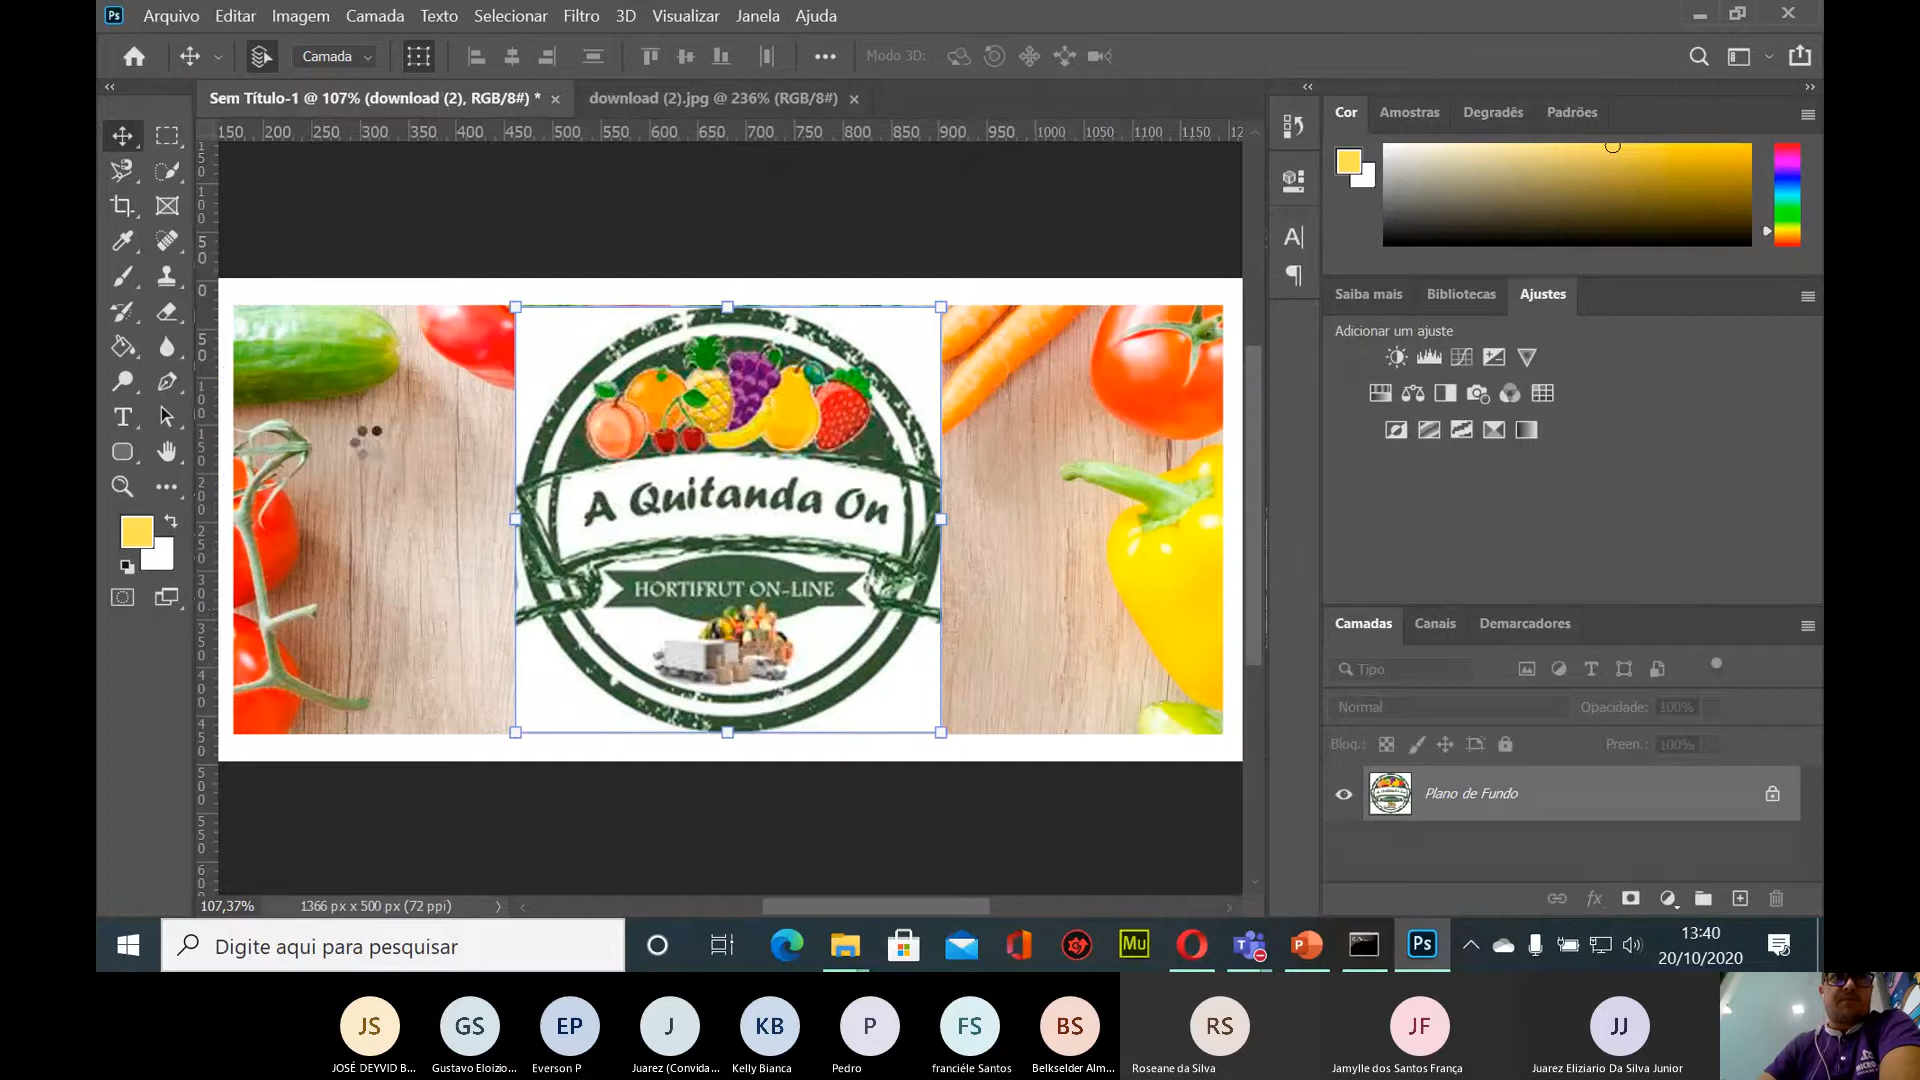 Ps Arquivo Editar Imagem Camada Texto Selecionar Filtro 3D Visualizar Janela Ajuda
Camada
Modo 3D:
Sem Título-1 @ 107% (download (2), RGB/8#) *
download (2).jpg @ 236% (RGB/8#)
150 200 250 300 350 400 450 500 550 600 650 700 750 800 850 900 950 1000 1050 1100 1150 12
Cor Amostras Degradês Padrões
Saiba mais Bibliotecas Ajustes
Adicionar um ajuste
A Quitanda On
HORTIFRUT ON-LINE
Camadas Canais Demarcadores
Tipo
Normal Opacidade: 100%
Bloq.: Preen.: 100%
Plano de Fundo
fx
107,37% 1366 px x 500 px (72 ppi)
Digite aqui para pesquisar
Mu
Ps
13:40
20/10/2020
JS GS EP J KB P FS BS RS JF JJ
JOSÉ DEYVID B... Gustavo Eloizio... Everson P Juarez (Convida... Kelly Bianca Pedro franciéle Santos Belkselder Alm... Roseane da Silva Jamylle dos Santos França Juarez Eliziario Da Silva Junior